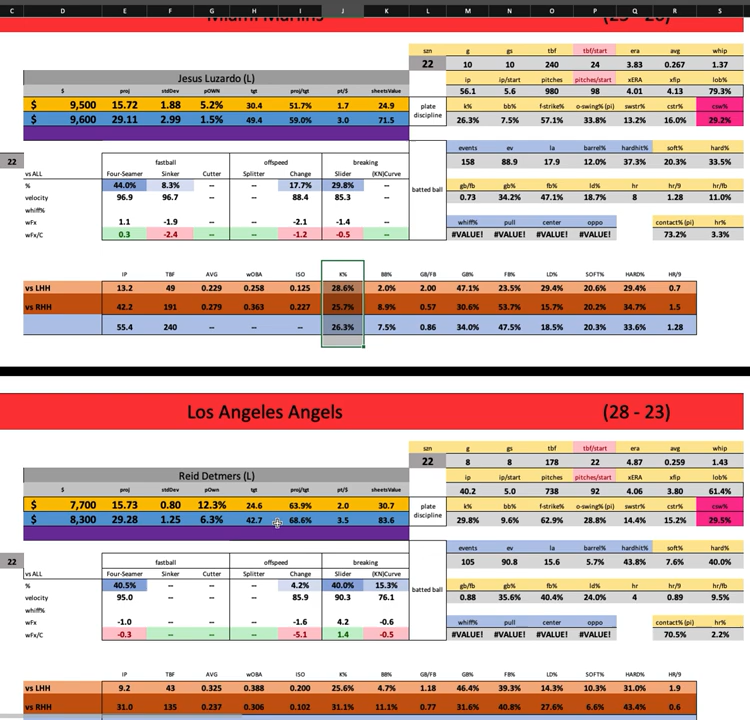 C D E F G H I J K L M N O P Q R S
Miami Marlins
szn g gs tbf tbf/start era avg whip
22 10 10 240 24 3.83 0.267 1.37
Jesus Luzardo (L) ip ip/start pitches pitches/start xERA xfip lob%
$ proj stdDev pOWN tgt proj/tgt pt/$ sheetsValue 56.1 5.6 980 98 4.01 4.13 79.3%
$ 9,500 15.72 1.88 5.2% 30.4 51.7% 1.7 24.9 plate discipline k% bb% f-strike% o-swing% (pi) swstr% cstr% csw%
$ 9,600 29.11 2.99 1.5% 49.4 59.0% 3.0 71.5 26.3% 7.5% 57.1% 33.8% 13.2% 16.0% 29.2%
events ev la barrel% hardhit% soft% hard%
22 fastball offspeed breaking 158 88.9 17.9 12.0% 37.3% 20.3% 33.5%
vs ALL Four-Seamer Sinker Cutter Splitter Change Slider (KN)Curve
% 44.0% 8.3% -- -- 17.7% 29.8% -- batted ball gb/fb gb% fb% ld% hr hr/9 hr/fb
velocity 96.9 96.7 -- -- 88.4 85.3 -- 0.73 34.2% 47.1% 18.7% 8 1.28 11.0%
whiff%
wFx 1.1 -1.9 -- -- -2.1 -1.4 -- whiff% pull center oppo contact% (pi) hr%
wFx/C 0.3 -2.4 -- -- -1.2 -0.5 -- #VALUE! #VALUE! #VALUE! #VALUE! 73.2% 3.3%
IP TBF AVG wOBA ISO K% BB% GB/FB GB% FB% LD% SOFT% HARD% HR/9
vs LHH 13.2 49 0.229 0.258 0.125 28.6% 2.0% 2.00 47.1% 23.5% 29.4% 20.6% 29.4% 0.7
vs RHH 42.2 191 0.279 0.363 0.227 25.7% 8.9% 0.57 30.6% 53.7% 15.7% 20.2% 34.7% 1.5
55.4 240 -- -- -- 26.3% 7.5% 0.86 34.0% 47.5% 18.5% 20.3% 33.6% 1.28
Los Angeles Angels (28 - 23)
szn g gs tbf tbf/start era avg whip
22 8 8 178 22 4.87 0.259 1.43
Reid Detmers (L) ip ip/start pitches pitches/start xERA xfip lob%
$ proj stdDev pOwn tgt proj/tgt pt/$ sheetsValue 40.2 5.0 738 92 4.06 3.80 61.4%
$ 7,700 15.73 0.80 12.3% 24.6 63.9% 2.0 30.7 plate discipline k% bb% f-strike% o-swing% (pi) swstr% cstr% csw%
$ 8,300 29.28 1.25 6.3% 42.7 68.6% 3.5 83.6 29.8% 9.6% 62.9% 28.8% 14.4% 15.2% 29.5%
events ev la barrel% hardhit% soft% hard%
22 fastball offspeed breaking 105 90.8 15.6 5.7% 43.8% 7.6% 40.0%
vs ALL Four-Seamer Sinker Cutter Splitter Change Slider (KN)Curve
% 40.5% -- -- -- 4.2% 40.0% 15.3% batted ball gb/fb gb% fb% ld% hr hr/9 hr/fb
velocity 95.0 -- -- -- 85.9 90.3 76.1 0.88 35.6% 40.4% 24.0% 4 0.89 9.5%
whiff%
wFx -1.0 -- -- -- -1.6 4.2 -0.6 whiff% pull center oppo contact% (pi) hr%
wFx/C -0.3 -- -- -- -5.1 1.4 -0.5 #VALUE! #VALUE! #VALUE! #VALUE! 70.5% 2.2%
IP TBF AVG wOBA ISO K% BB% GB/FB GB% FB% LD% SOFT% HARD% HR/9
vs LHH 9.2 43 0.325 0.388 0.200 25.6% 4.7% 1.18 46.4% 39.3% 14.3% 10.3% 31.0% 1.9
vs RHH 31.0 135 0.237 0.306 0.102 31.1% 11.1% 0.77 31.6% 40.8% 27.6% 6.6% 43.4% 0.6